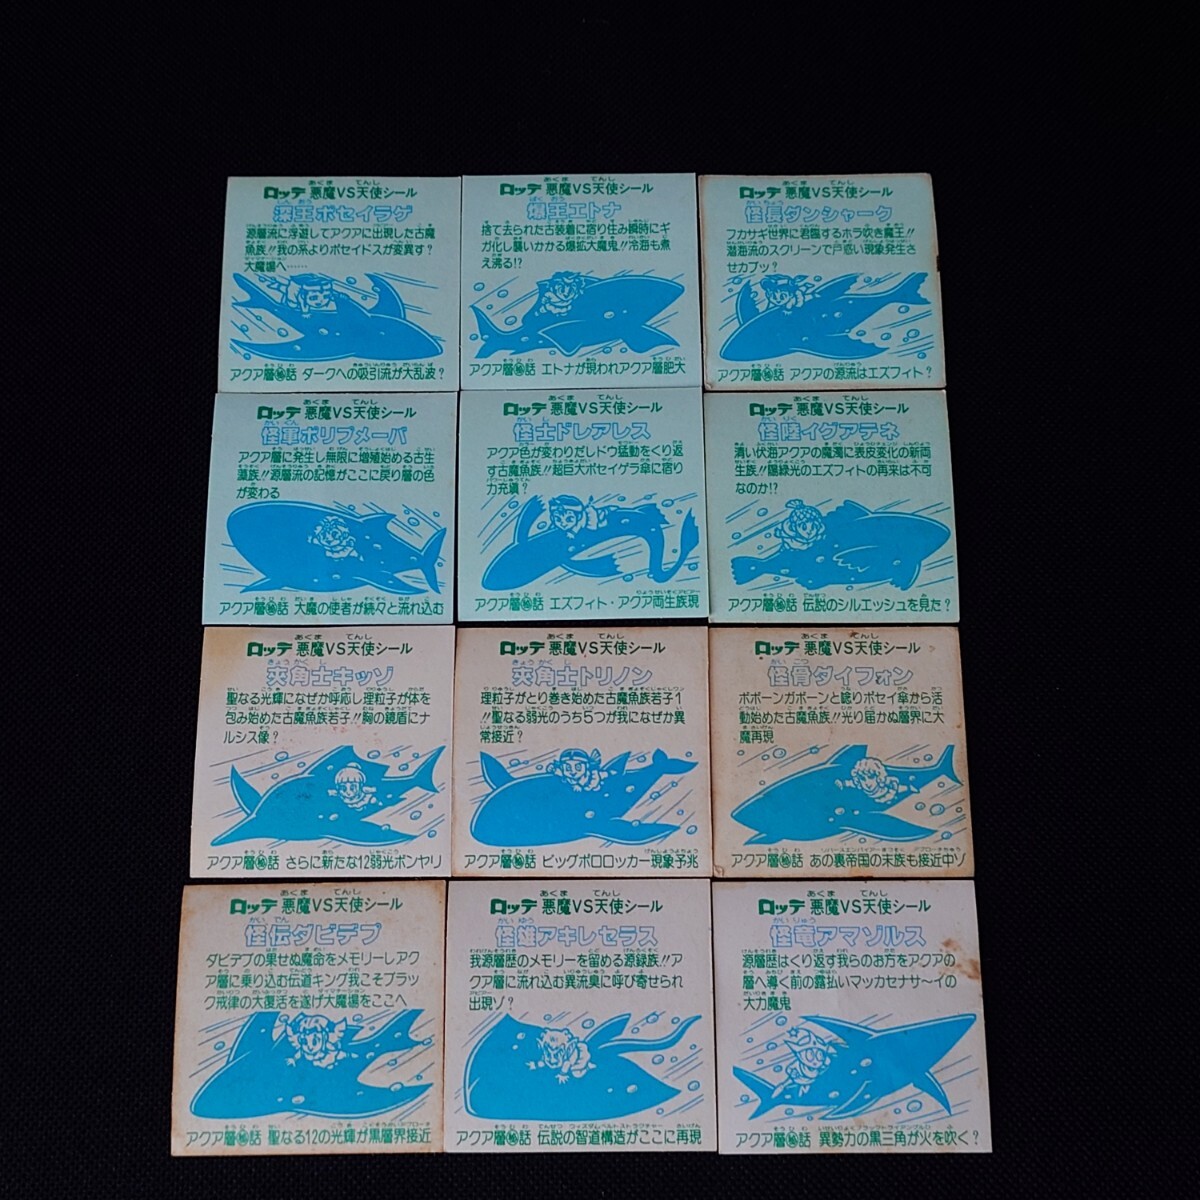 ロッテ 悪魔VS天使シール
深王ポセイラゲ
源層流に浮遊してアクアに出現した古魔
魚族!!我の系よりポセイドスが変異す?
大魔場へ……
アクア層⑯話 ダークへの吸引流が大乱波?
ロッテ 悪魔VS天使シール
爆王エトナ
捨て去られた古装着に宿り住み瞬時にギ
ガ化し襲いかかる爆拡大魔鬼!!冷海も煮
え沸る!?
アクア層⑯話 エトナが現われアクア層肥大
ロッテ 悪魔VS天使シール
怪長ダンシャーク
フカサギ世界に君臨するホラ吹き魔王!!
潜海流のスクリーンで戸惑い現象発生さ
せカブッ?
アクア層⑯話 アクアの源流はエズフィト?
ロッテ 悪魔VS天使シール
怪軍ポリプメーバ
アクア層に発生し無限に増殖始める古生
藻族!!源層流の記憶がここに戻り層の色
が変わる
アクア層⑯話 大魔の使者が続々と流れ込む
ロッテ 悪魔VS天使シール
怪士ドレアレス
アクア色が変わりだしドウ猛動をくり返
す古魔魚族!!超巨大ポセイゲラ傘に宿り
力充塡?
アクア層⑯話 エズフィト・アクア両生族現
ロッテ 悪魔VS天使シール
怪陸イグアテネ
清い伏海アクアの魔濁に表皮変化の新両
生族!!陽緑光のエズフィトの再来は不可
なのか!?
アクア層⑯話 伝説のシルエッシュを見た?
ロッテ 悪魔VS天使シール
夾角士キッソ
聖なる光輝になぜか呼応し理粒子が体を
包み始めた古魔魚族若子!!胸の鏡盾にナ
ルシス像?
アクア層⑯話 さらに新たな12弱光ボンヤリ
ロッテ 悪魔VS天使シール
夾角士トリノン
理粒子がとり巻き始めた古魔魚族若子1
!!聖なる弱光のうち5つが我になぜか異
常接近?
アクア層⑯話 ビッグポロロッカー現象予兆
ロッテ 悪魔VS天使シール
怪骨ダイフォン
ボボーンガボーンと唸りポセイ傘から活
動始めた古魔魚族!!光り届かぬ層界に大
魔再現
アクア層⑯話 あの裏帝国の末族も接近中ゾ
ロッテ 悪魔VS天使シール
怪伝ダビデブ
ダビデブの果せぬ魔命をメモリーしアク
ア層に乗り込む伝道キング我こそブラッ
ク戒律の大復活を遂げ大魔場をここへ
アクア層⑯話 聖なる12の光輝が黒層界接近
ロッテ 悪魔VS天使シール
怪雄アキレセラス
我源層歴のメモリーを留める源録族!!ア
クア層に流れ込む異流臭に呼び寄せられ
出現ゾ?
アクア層⑯話 伝説の智道構造がここに再現
ロッテ 悪魔VS天使シール
怪竜アマゾルス
源層歴はくり返す我らのお方をアクアの
層へ導く前の露払いマッカセナサ〜イの
大力魔鬼
アクア層⑯話 異勢力の黒三角が火を吹く?